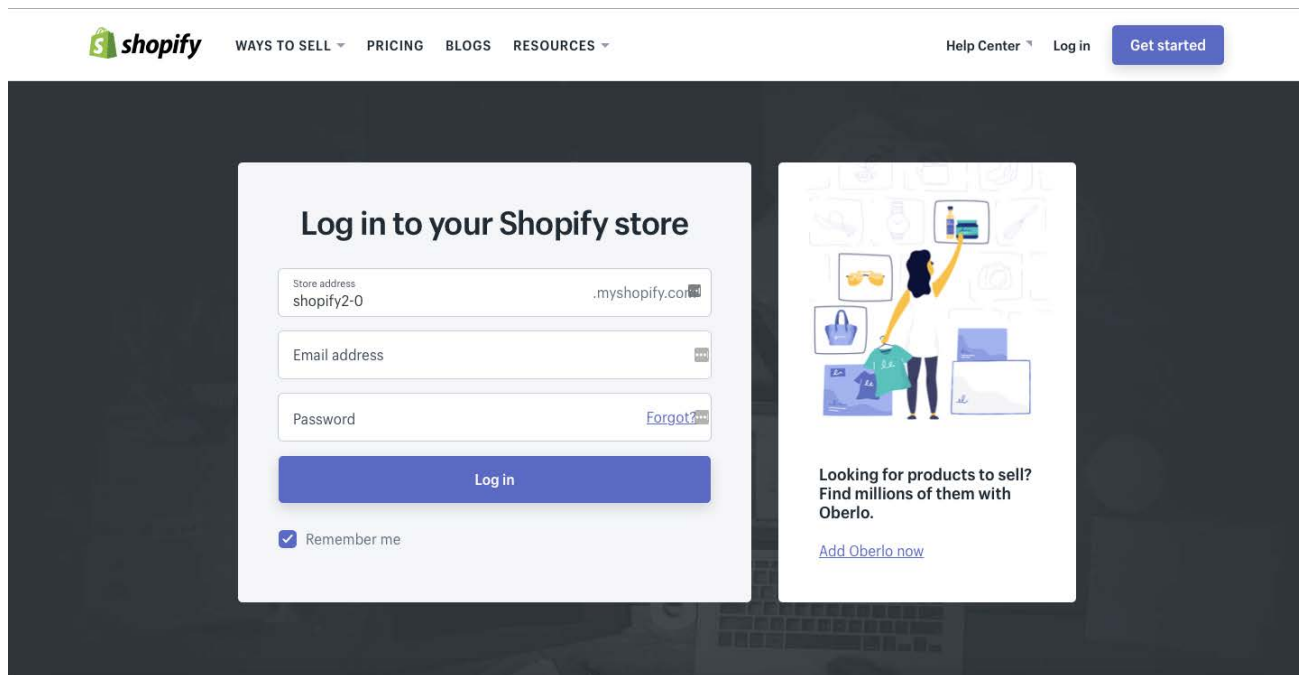 shopify WAYS TO SELL PRICING BLOGS RESOURCES Help Center Log in Get started
Log in to your Shopify store
Store address
shopify2-0 .myshopify.com
Email address
Password Forgot?
Log in
Remember me
Looking for products to sell?
Find millions of them with
Oberlo.
Add Oberlo now